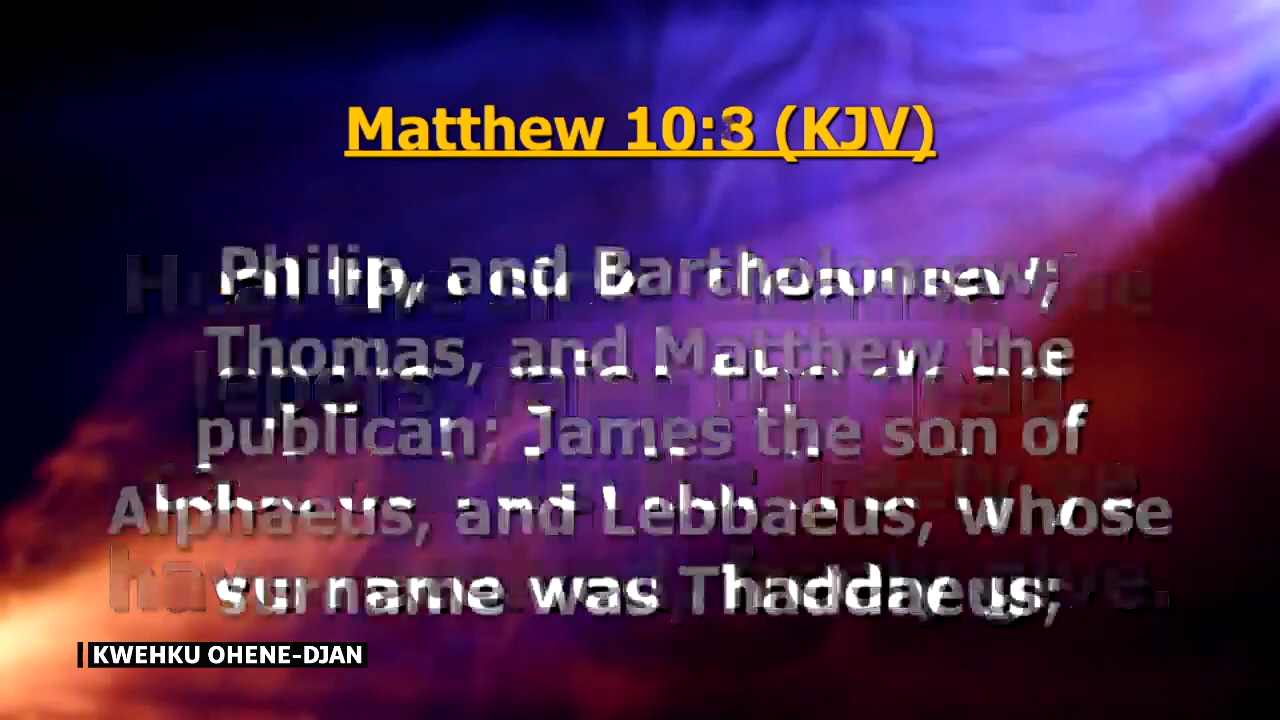 Matthew 10:3 (KJV)
Philip, and Bartholomew;
Thomas, and Matthew the
publican; James the son of
Alphaeus, and Lebbaeus, whose
surname was Thaddaeus;
KWEHKU OHENE-DJAN